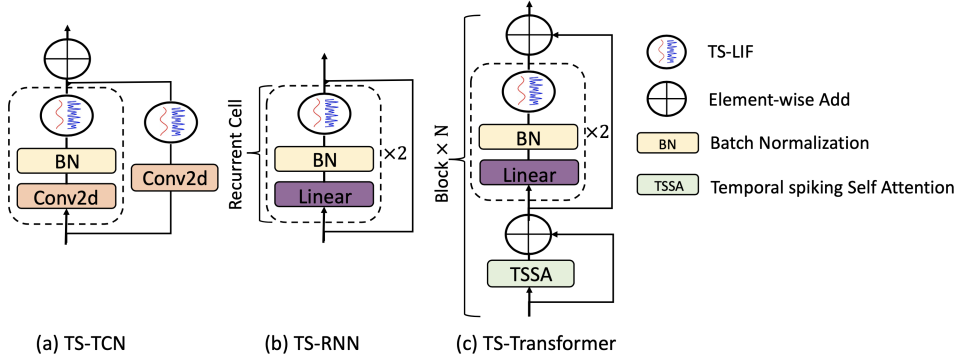 BN
Conv2d
Conv2d
(a) TS-TCN
Recurrent Cell
BN
Linear
×2
(b) TS-RNN
Block × N
BN
Linear
×2
TSSA
(c) TS-Transformer
TS-LIF
Element-wise Add
BN Batch Normalization
TSSA Temporal spiking Self Attention